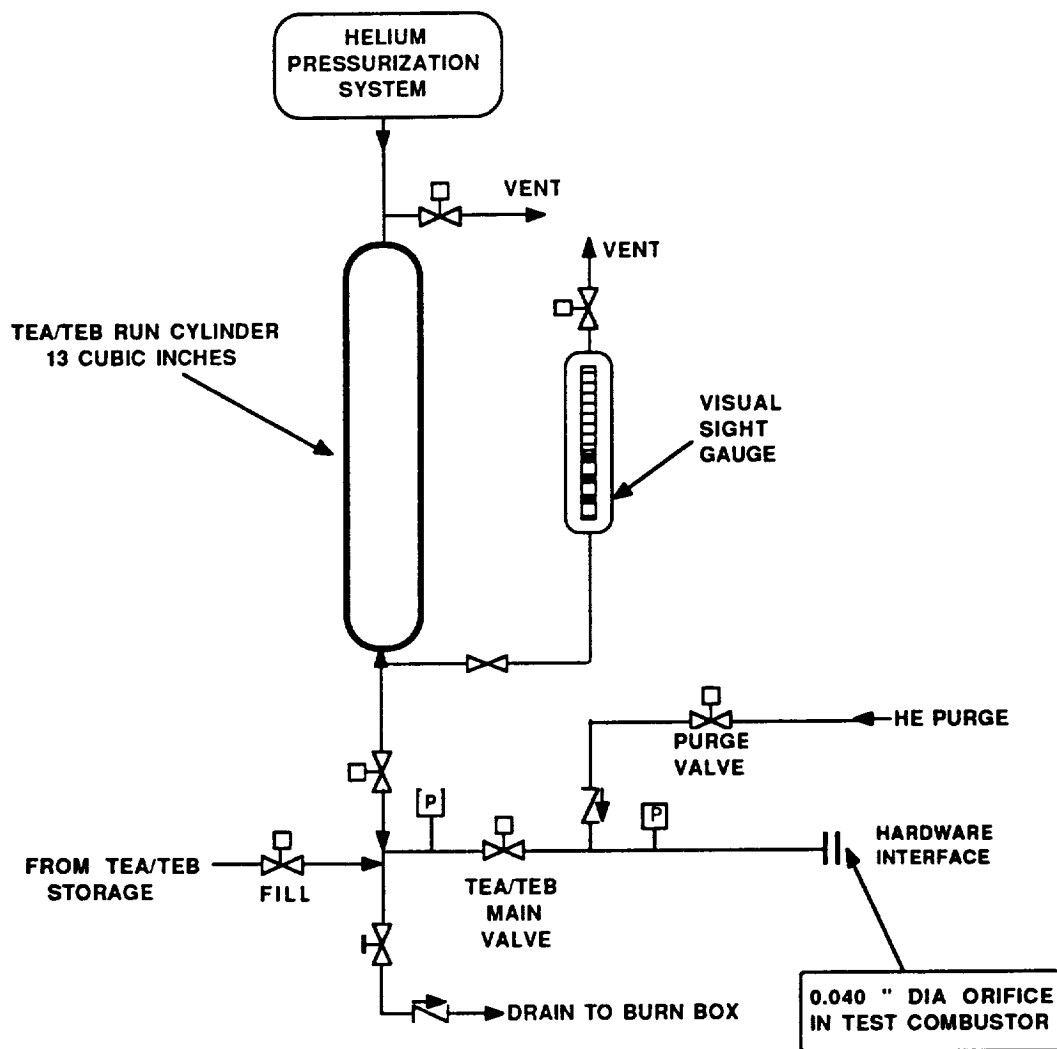 HELIUM
PRESSURIZATION
SYSTEM
VENT
VENT
TEA/TEB RUN CYLINDER
13 CUBIC INCHES
VISUAL
SIGHT
GAUGE
HE PURGE
PURGE
VALVE
P
P
HARDWARE
INTERFACE
FROM TEA/TEB
STORAGE
FILL
TEA/TEB
MAIN
VALVE
DRAIN TO BURN BOX
0.040 " DIA ORIFICE
IN TEST COMBUSTOR